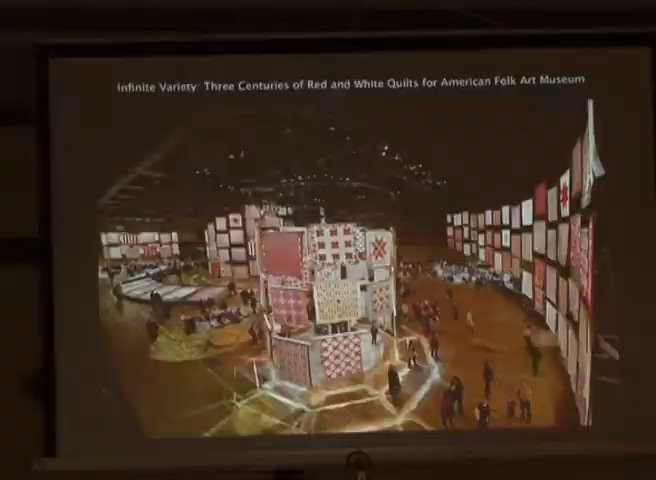 Infinite Variety: Three Centuries of Red and White Quilts for American Folk Art Museum